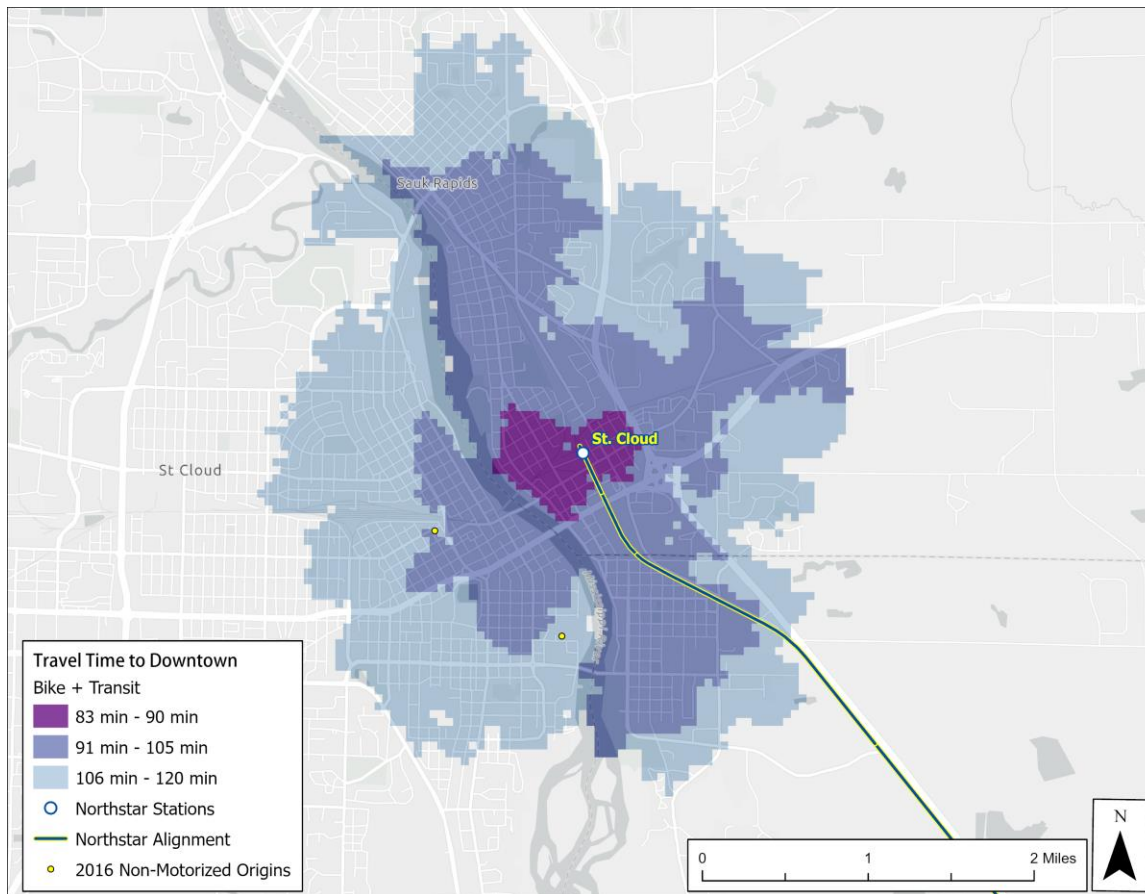 Sauk Rapids
St. Cloud
St Cloud
Travel Time to Downtown
Bike + Transit
83 min - 90 min
91 min - 105 min
106 min - 120 min
Northstar Stations
Northstar Alignment
2016 Non-Motorized Origins
0
1
2 Miles
N